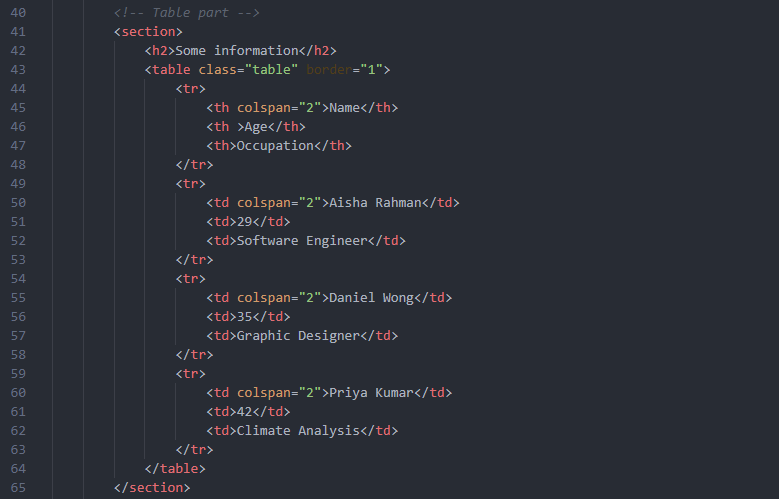 40 <!-- Table part -->
41 <section>
42 <h2>Some information</h2>
43 <table class="table" border="1">
44 <tr>
45 <th colspan="2">Name</th>
46 <th >Age</th>
47 <th>Occupation</th>
48 </tr>
49 <tr>
50 <td colspan="2">Aisha Rahman</td>
51 <td>29</td>
52 <td>Software Engineer</td>
53 </tr>
54 <tr>
55 <td colspan="2">Daniel Wong</td>
56 <td>35</td>
57 <td>Graphic Designer</td>
58 </tr>
59 <tr>
60 <td colspan="2">Priya Kumar</td>
61 <td>42</td>
62 <td>Climate Analysis</td>
63 </tr>
64 </table>
65 </section>